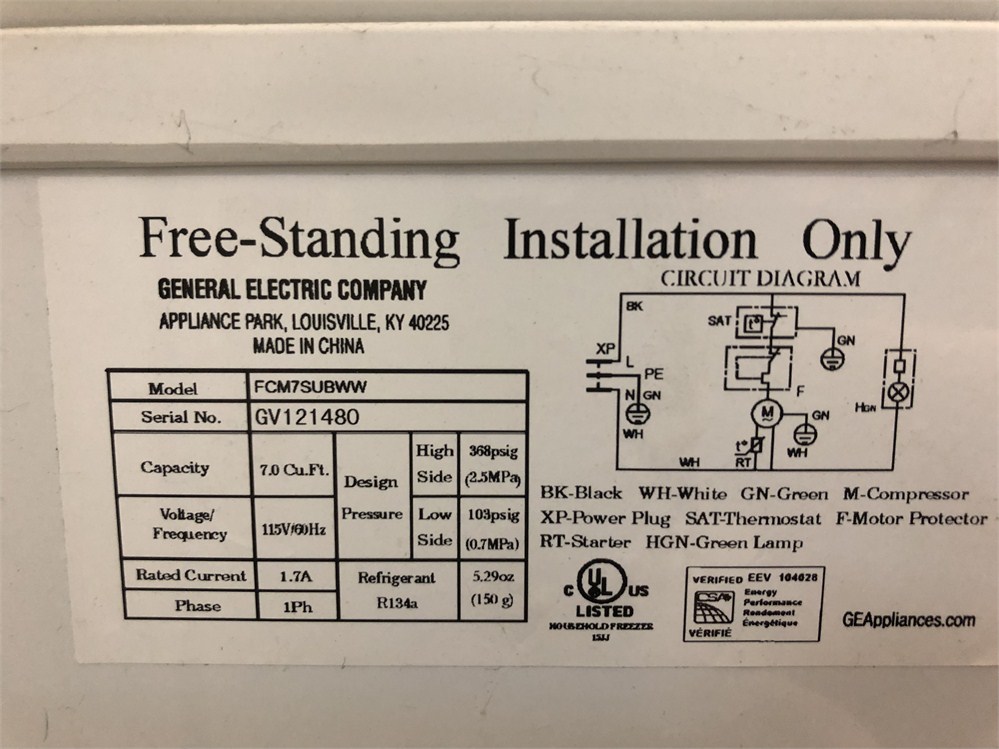 Free-Standing Installation Only
GENERAL ELECTRIC COMPANY
APPLIANCE PARK, LOUISVILLE, KY 40225
MADE IN CHINA
Model FCM7SUBWW
Serial No. GV121480
Capacity 7.0 Cu.Ft.
Voltage/ Frequency 115V/60Hz
Design Pressure
High Side 368psig (2.5MPa)
Low Side 103psig (0.7MPa)
Rated Current 1.7A
Phase 1Ph
Refrigerant R134a 5.29oz (150 g)
CIRCUIT DIAGRAM
BK
SAT t°
GN
XP
L
PE
N GN
WH
F
M ~
GN
WH
HGN
t°
RT
WH
BK-Black WH-White GN-Green M-Compressor
XP-Power Plug SAT-Thermostat F-Motor Protector
RT-Starter HGN-Green Lamp
C UL US
LISTED
HOUSEHOLD FREEZER
13JJ
VERIFIED EEV 104028
CSA
Energy
Performance
Rendement
Énergétique
VÉRIFIÉ
GEAppliances.com